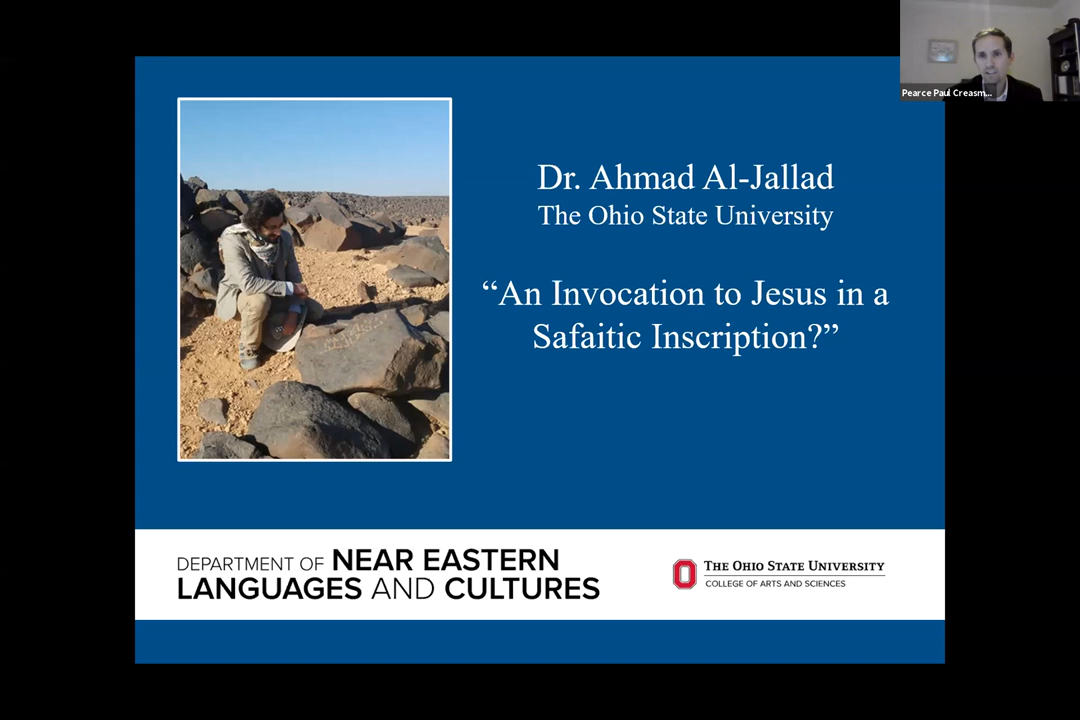 Pearce Paul Creasm...
Dr. Ahmad Al-Jallad
The Ohio State University
“An Invocation to Jesus in a
Safaitic Inscription?”
DEPARTMENT OF NEAR EASTERN
LANGUAGES AND CULTURES
THE OHIO STATE UNIVERSITY
COLLEGE OF ARTS AND SCIENCES